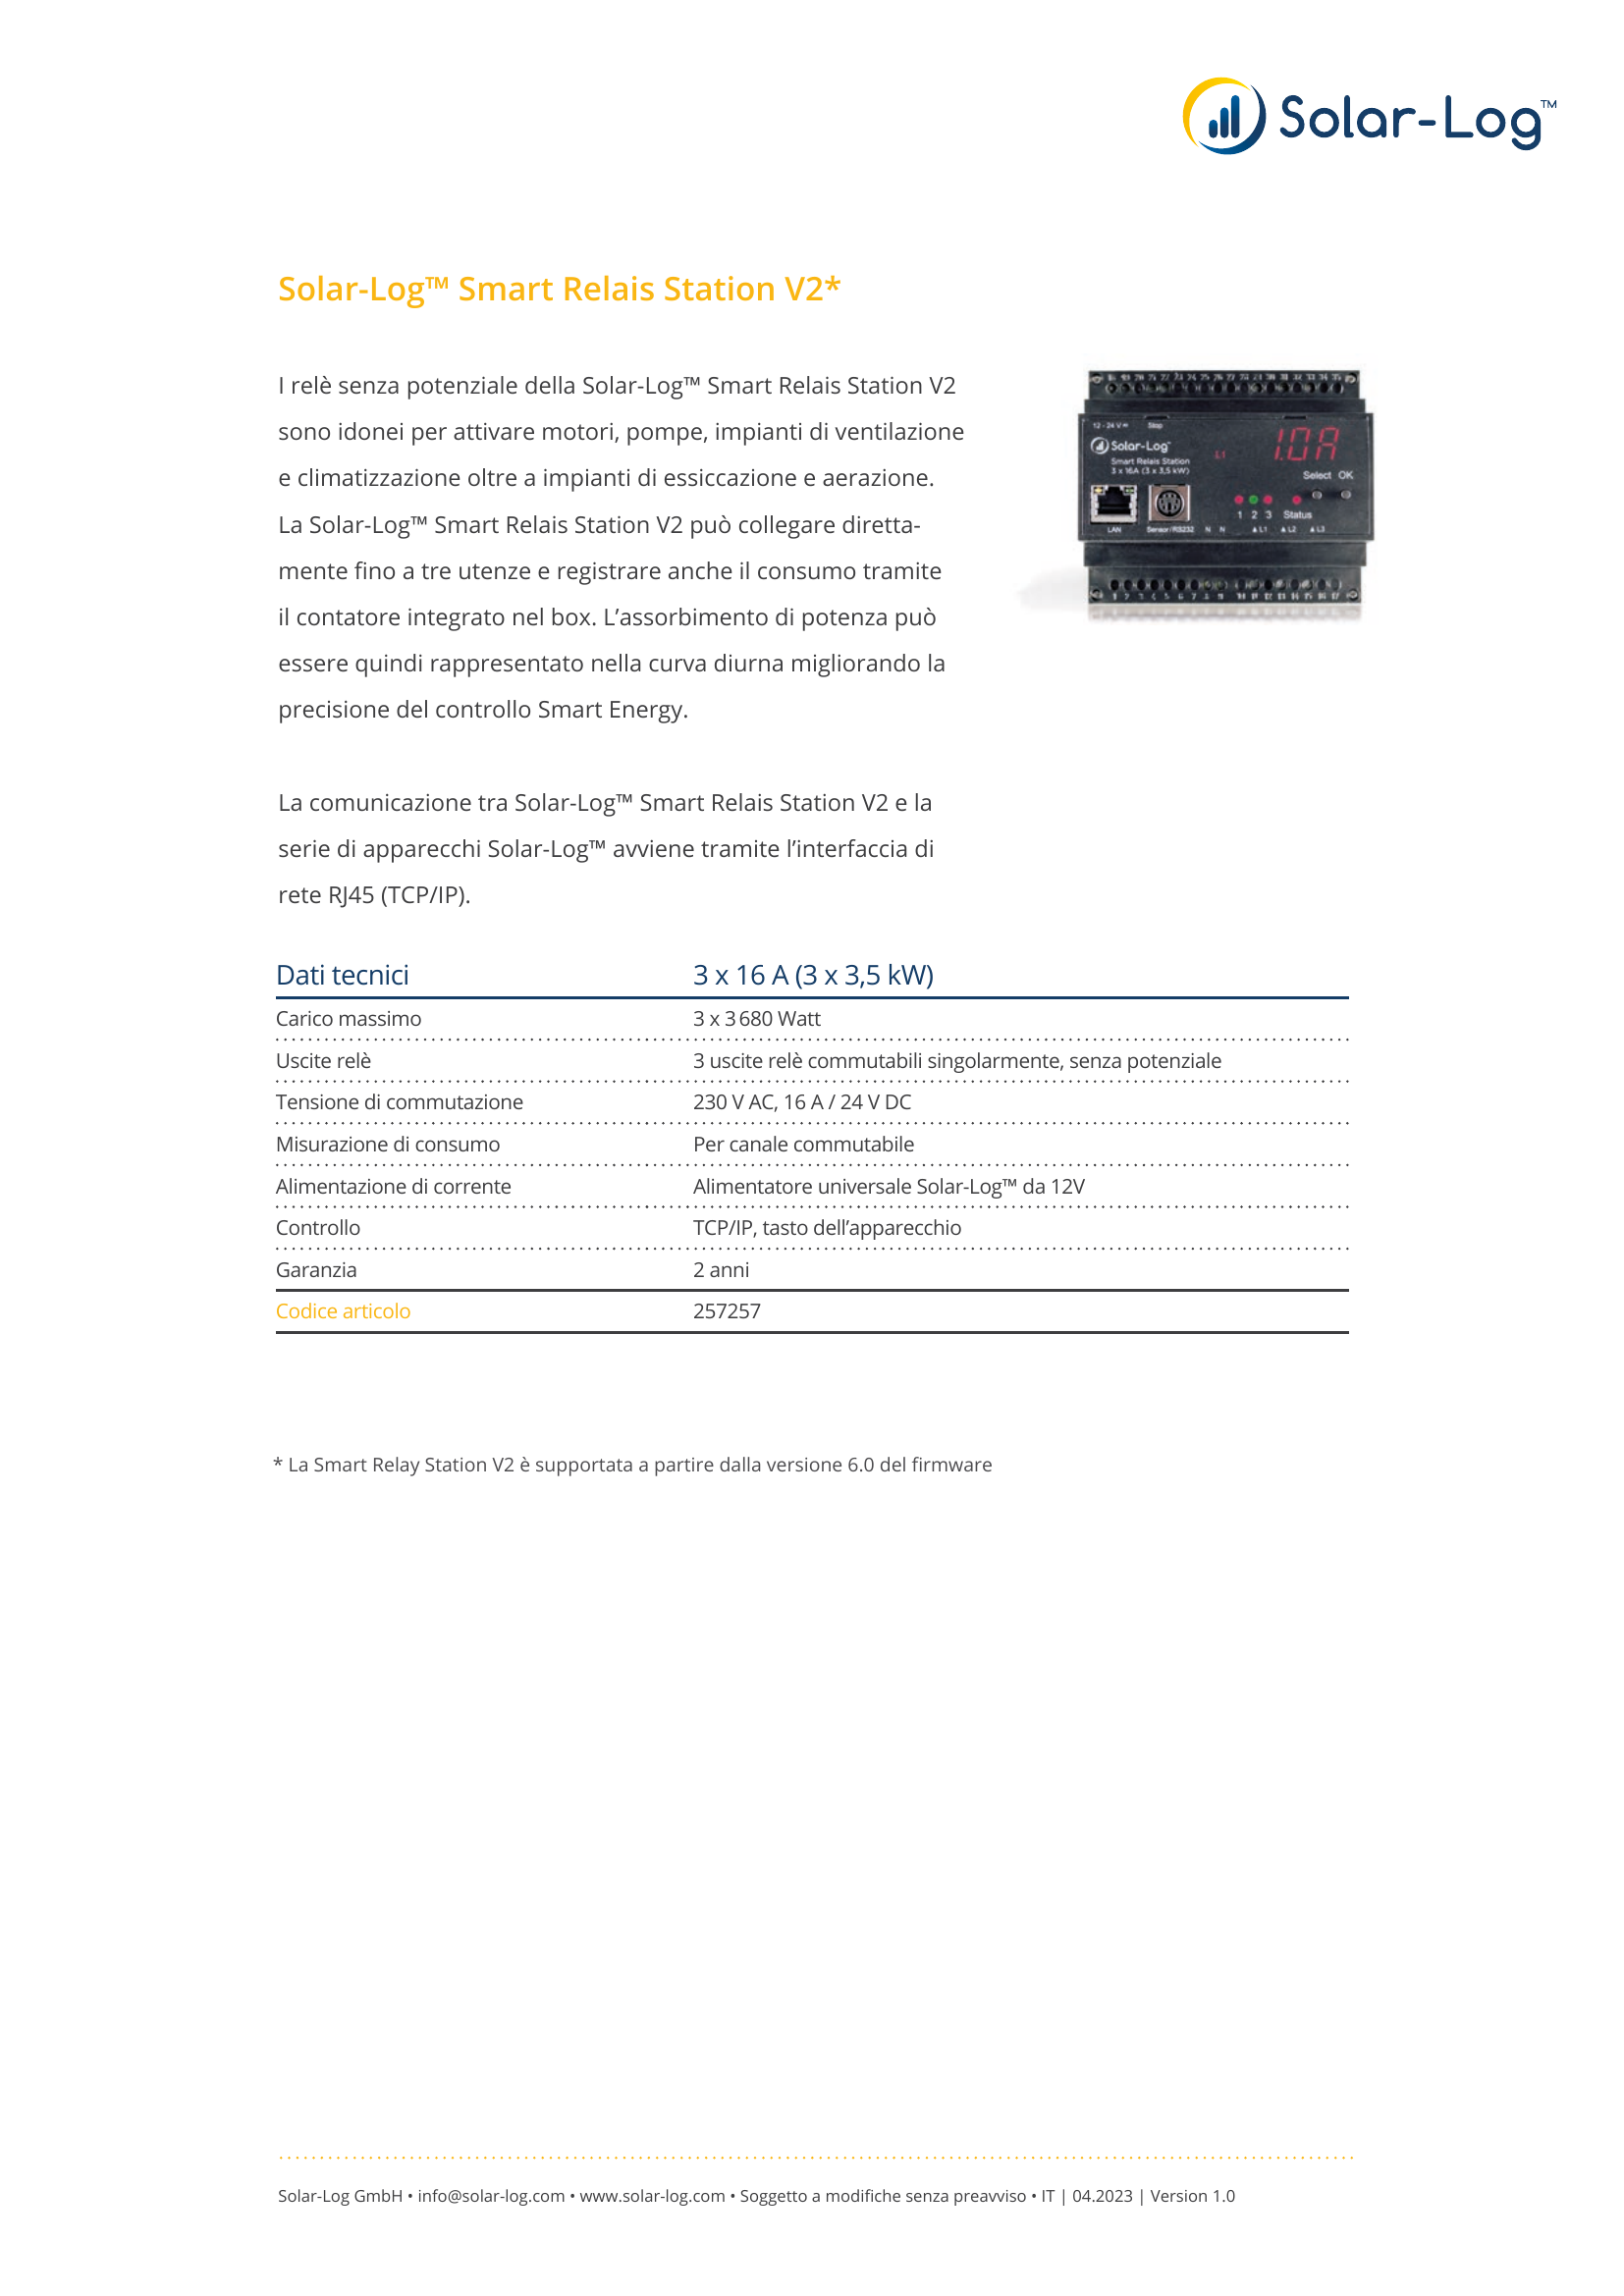 Solar-Log™
Solar-Log™ Smart Relais Station V2*
I relè senza potenziale della Solar-Log™ Smart Relais Station V2
sono idonei per attivare motori, pompe, impianti di ventilazione
e climatizzazione oltre a impianti di essiccazione e aerazione.
La Solar-Log™ Smart Relais Station V2 può collegare diretta-
mente fino a tre utenze e registrare anche il consumo tramite
il contatore integrato nel box. L’assorbimento di potenza può
essere quindi rappresentato nella curva diurna migliorando la
precisione del controllo Smart Energy.
La comunicazione tra Solar-Log™ Smart Relais Station V2 e la
serie di apparecchi Solar-Log™ avviene tramite l’interfaccia di
rete RJ45 (TCP/IP).
12 - 24 V Stop
Solar-Log
Smart Relais Station
3 x 16A (3 x 3,5 kW)
L1
1.0A
Select OK
1 2 3 Status
LAN Sensor/RS232 N N ▲L1 ▲L2 ▲L3
Dati tecnici 3 x 16 A (3 x 3,5 kW)
Carico massimo 3 x 3 680 Watt
Uscite relè 3 uscite relè commutabili singolarmente, senza potenziale
Tensione di commutazione 230 V AC, 16 A / 24 V DC
Misurazione di consumo Per canale commutabile
Alimentazione di corrente Alimentatore universale Solar-Log™ da 12V
Controllo TCP/IP, tasto dell’apparecchio
Garanzia 2 anni
Codice articolo 257257
* La Smart Relay Station V2 è supportata a partire dalla versione 6.0 del firmware
Solar-Log GmbH • info@solar-log.com • www.solar-log.com • Soggetto a modifiche senza preavviso • IT | 04.2023 | Version 1.0